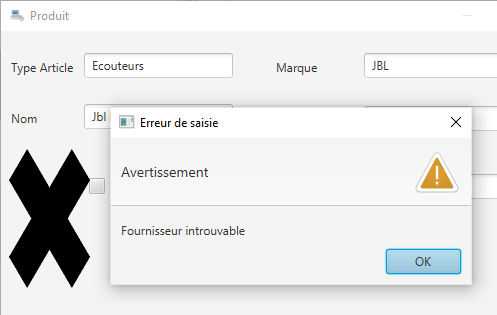 Produit
Type Article
Ecouteurs
Marque
JBL
Nom
Jbl
Erreur de saisie
Avertissement
Fournisseur introuvable
OK